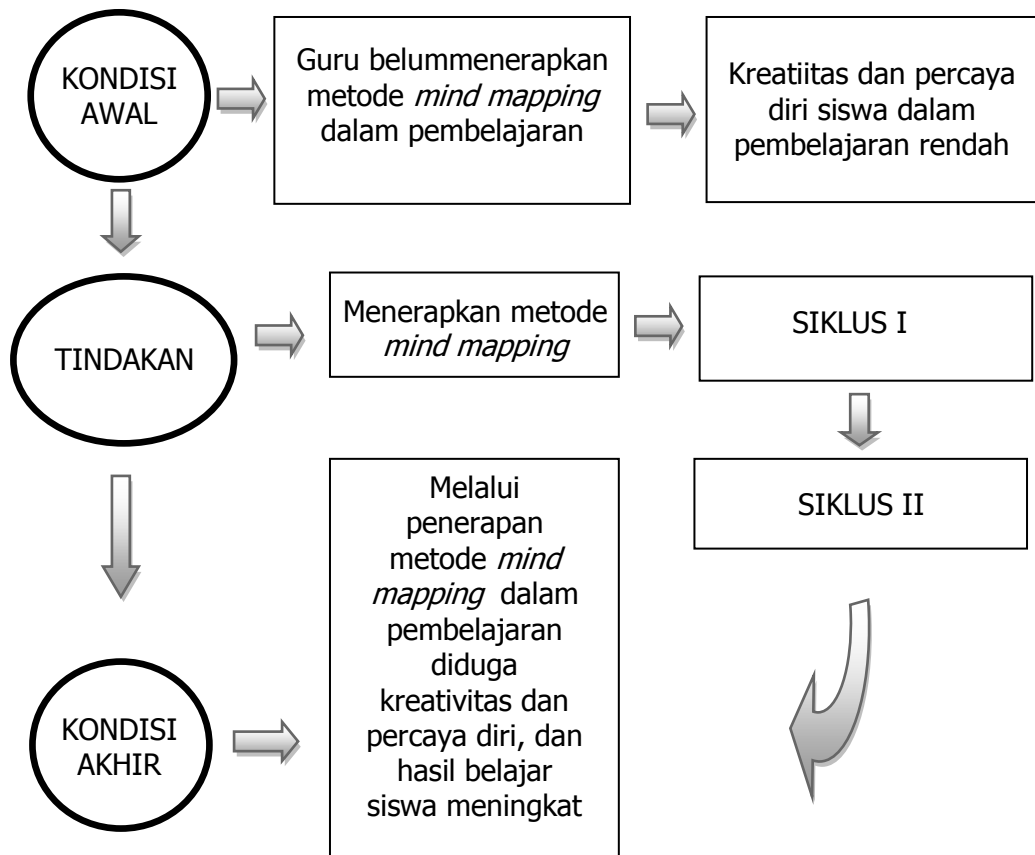 KONDISI
AWAL
Guru belummenerapkan
metode mind mapping
dalam pembelajaran
Kreatiitas dan percaya
diri siswa dalam
pembelajaran rendah
TINDAKAN
Menerapkan metode
mind mapping
SIKLUS I
SIKLUS II
KONDISI
AKHIR
Melalui
penerapan
metode mind
mapping dalam
pembelajaran
diduga
kreativitas dan
percaya diri, dan
hasil belajar
siswa meningkat